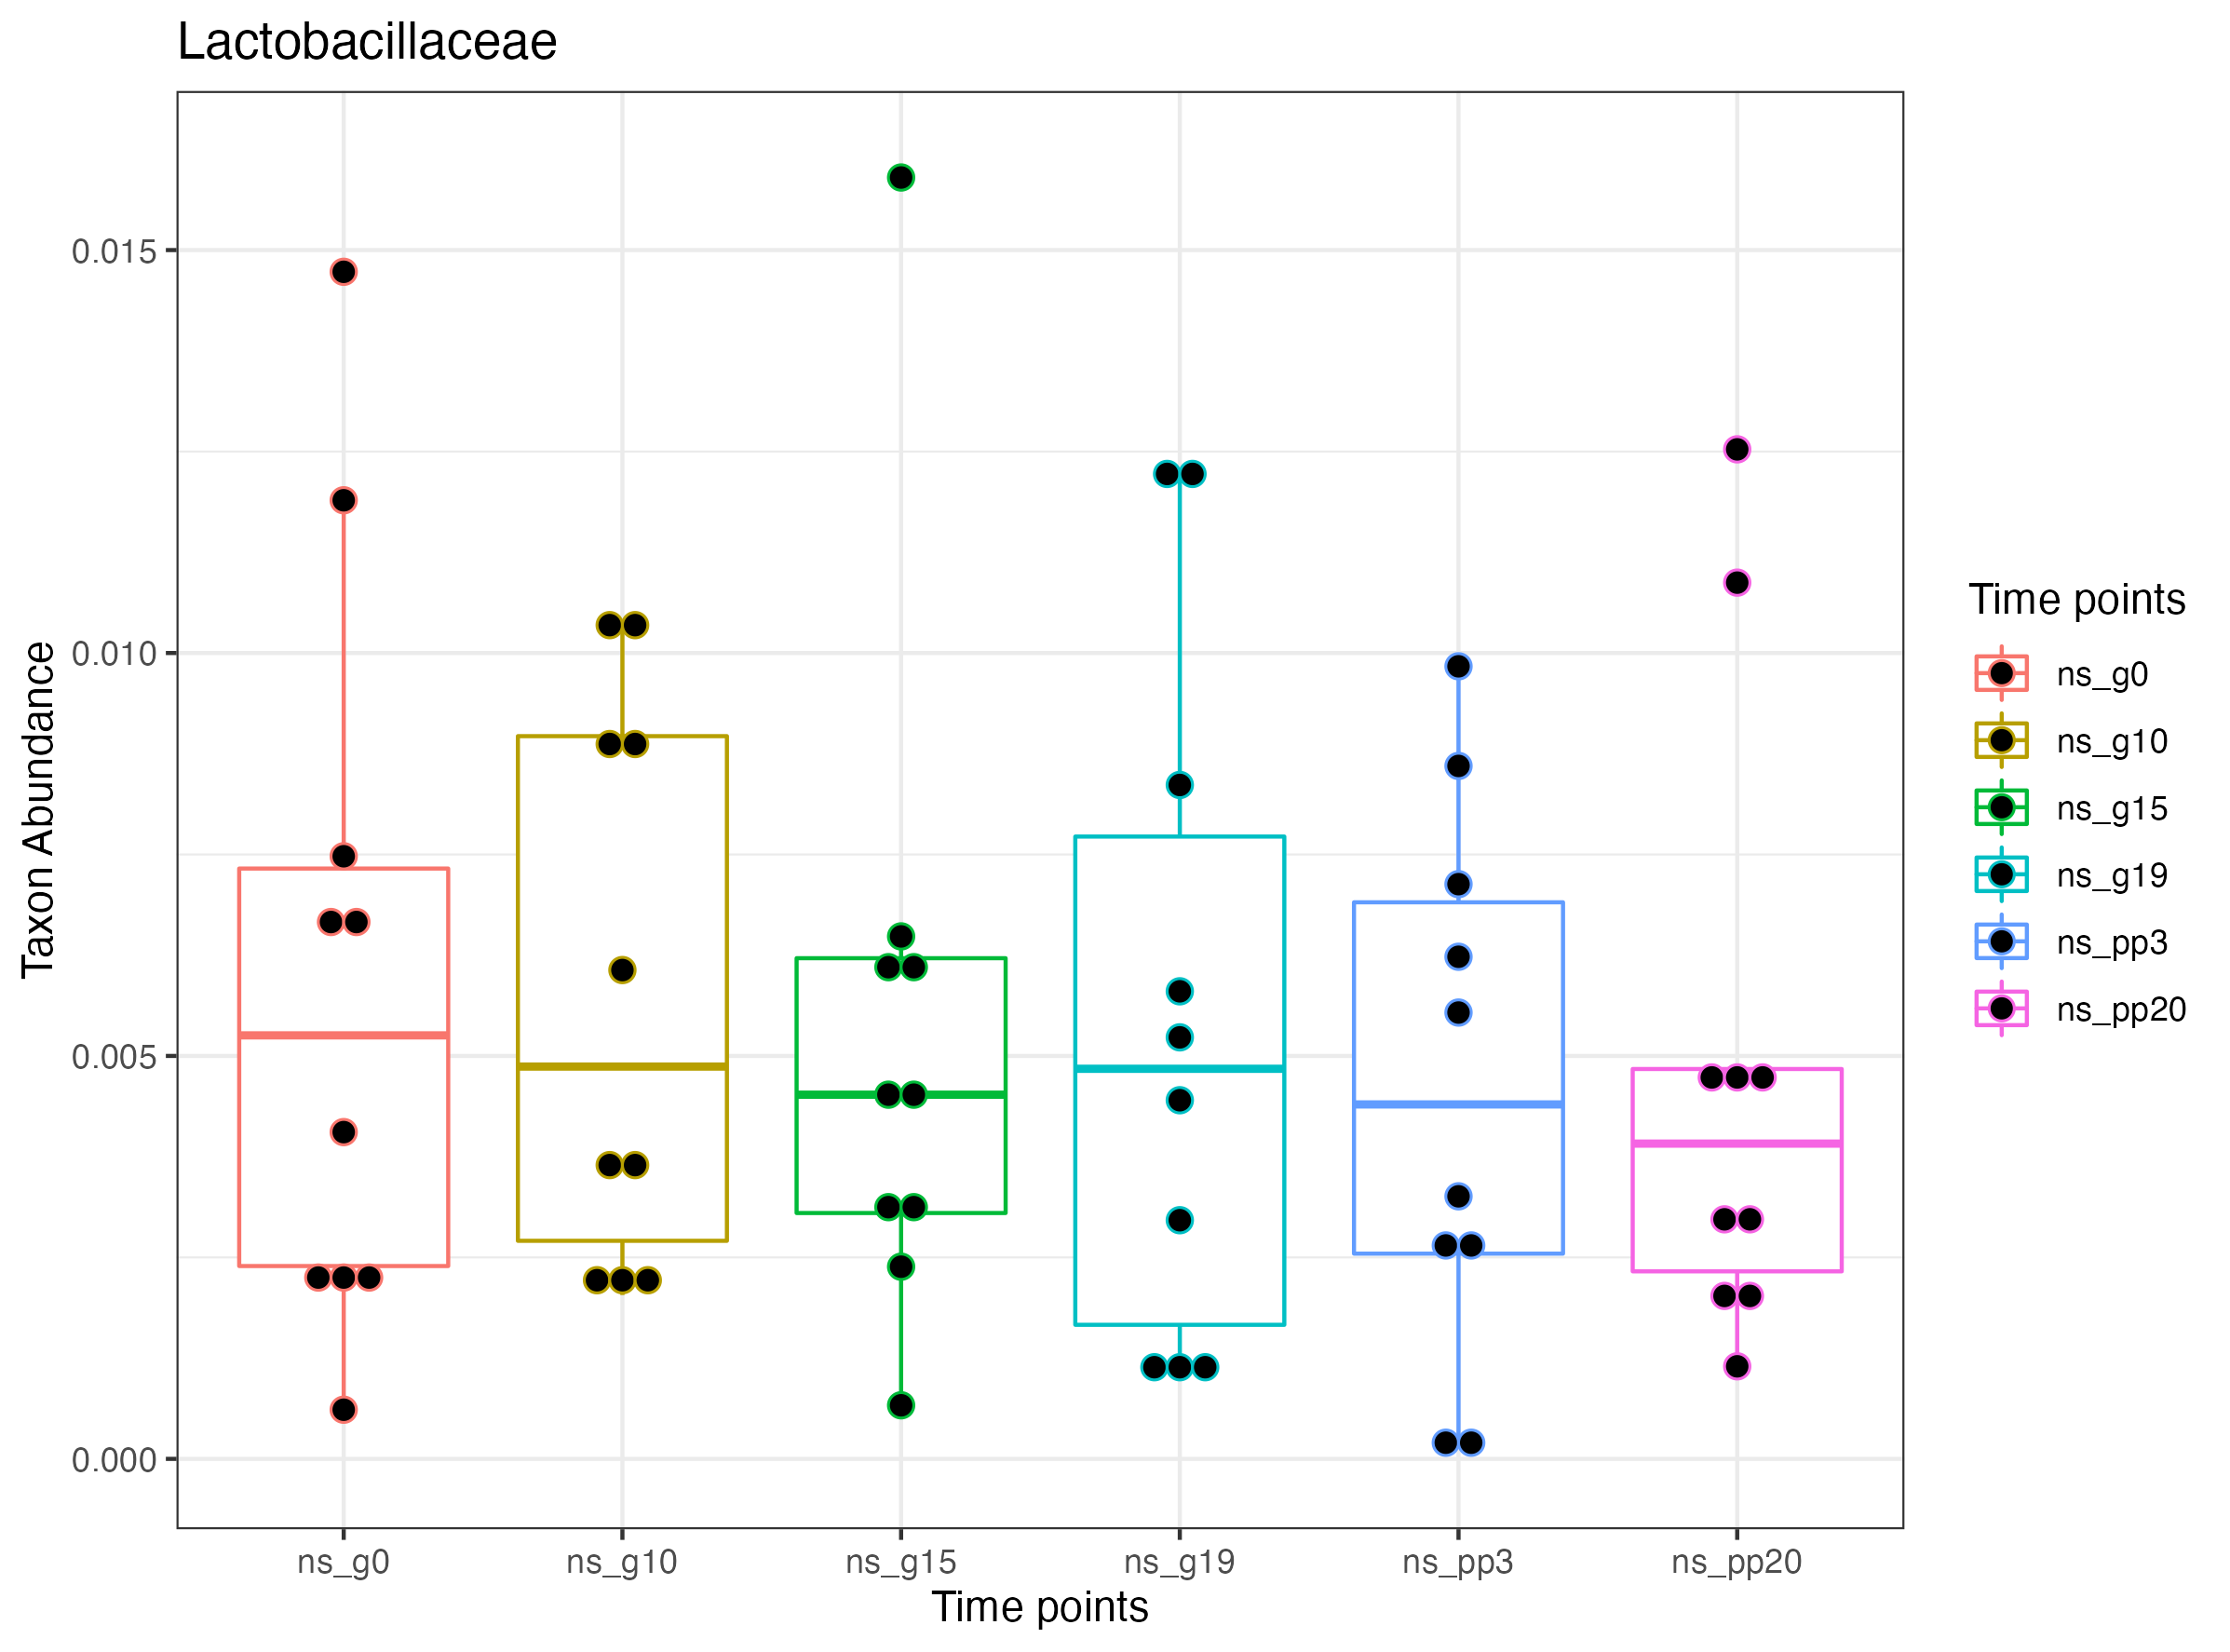 Lactobacillaceae
Taxon Abundance
0.015
0.010
0.005
0.000
ns_g0
ns_g10
ns_g15
ns_g19
ns_pp3
ns_pp20
Time points
Time points
ns_g0
ns_g10
ns_g15
ns_g19
ns_pp3
ns_pp20